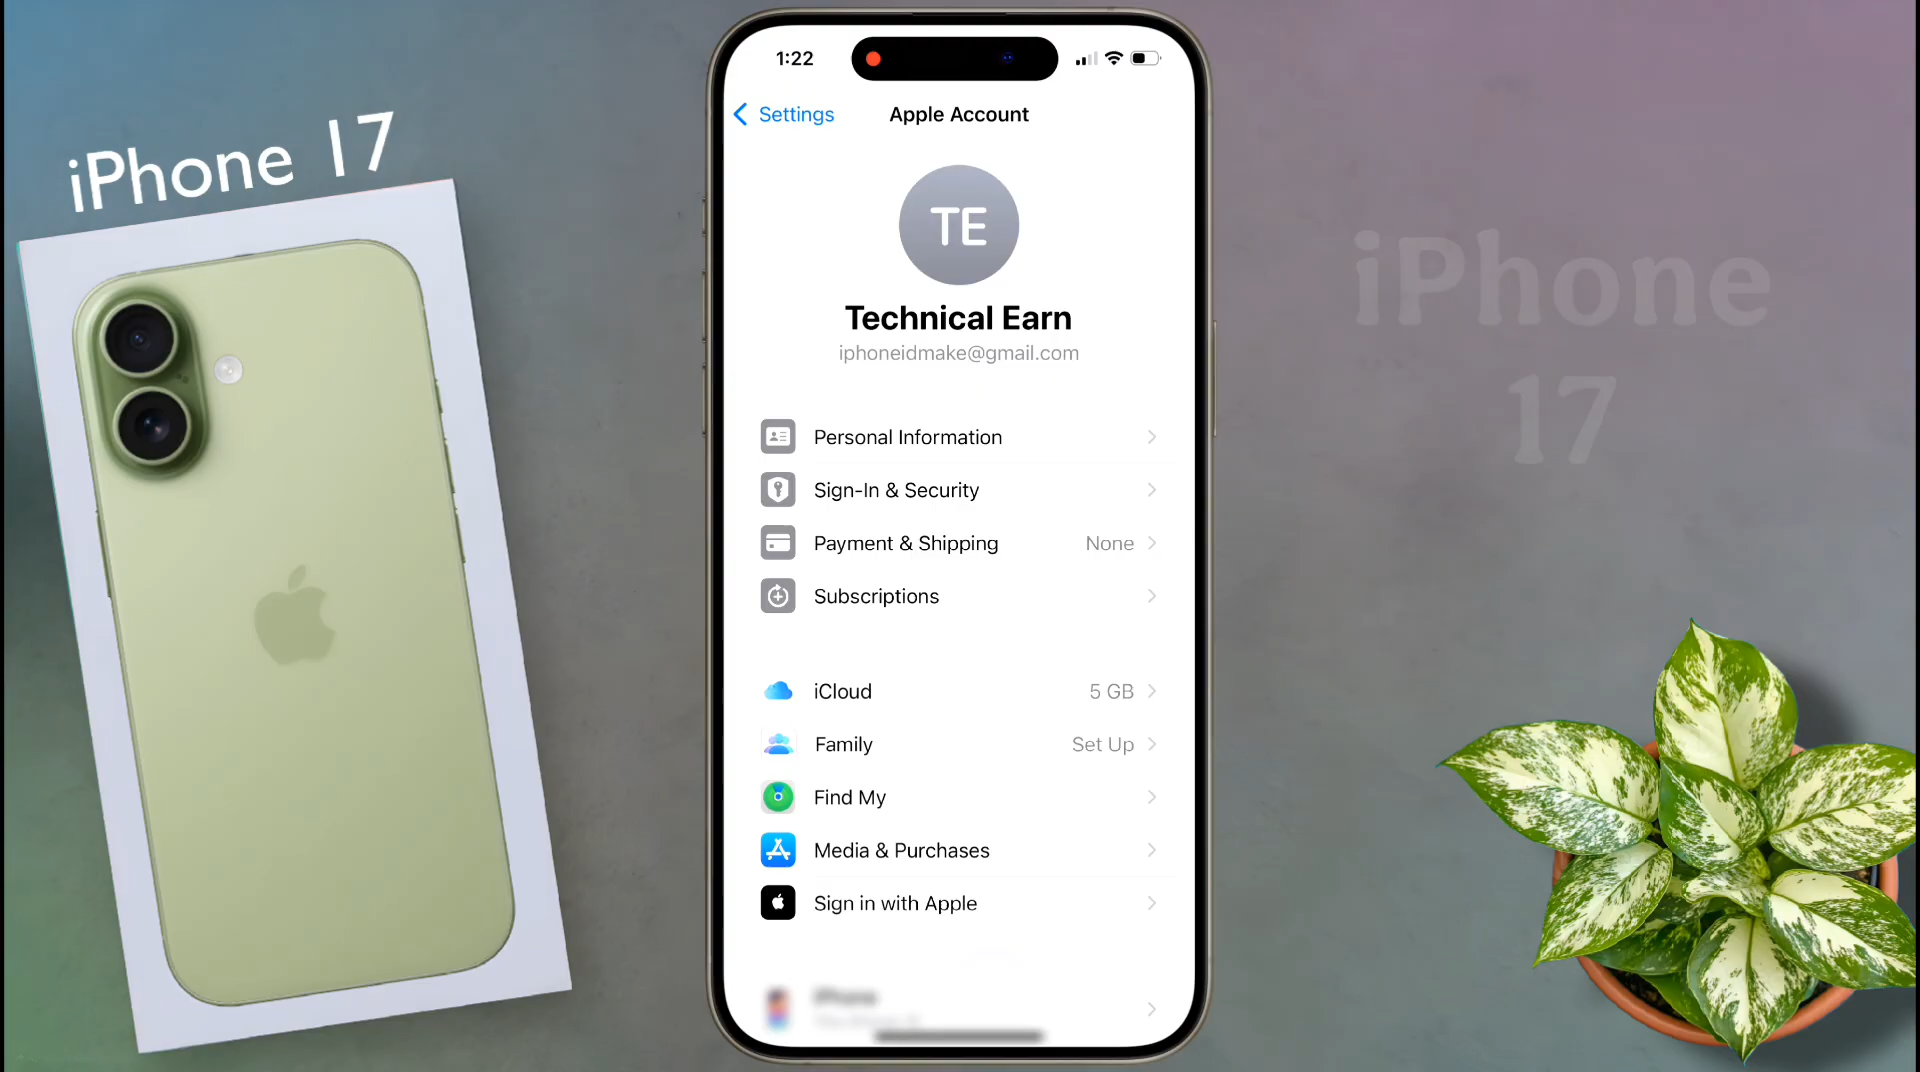 iPhone 17
1:22
Settings
Apple Account
TE
Technical Earn
iphoneidmake@gmail.com
Personal Information
Sign-In & Security
Payment & Shipping None
Subscriptions
iCloud 5 GB
Family Set Up
Find My
Media & Purchases
Sign in with Apple
iPhone
iPhone
17